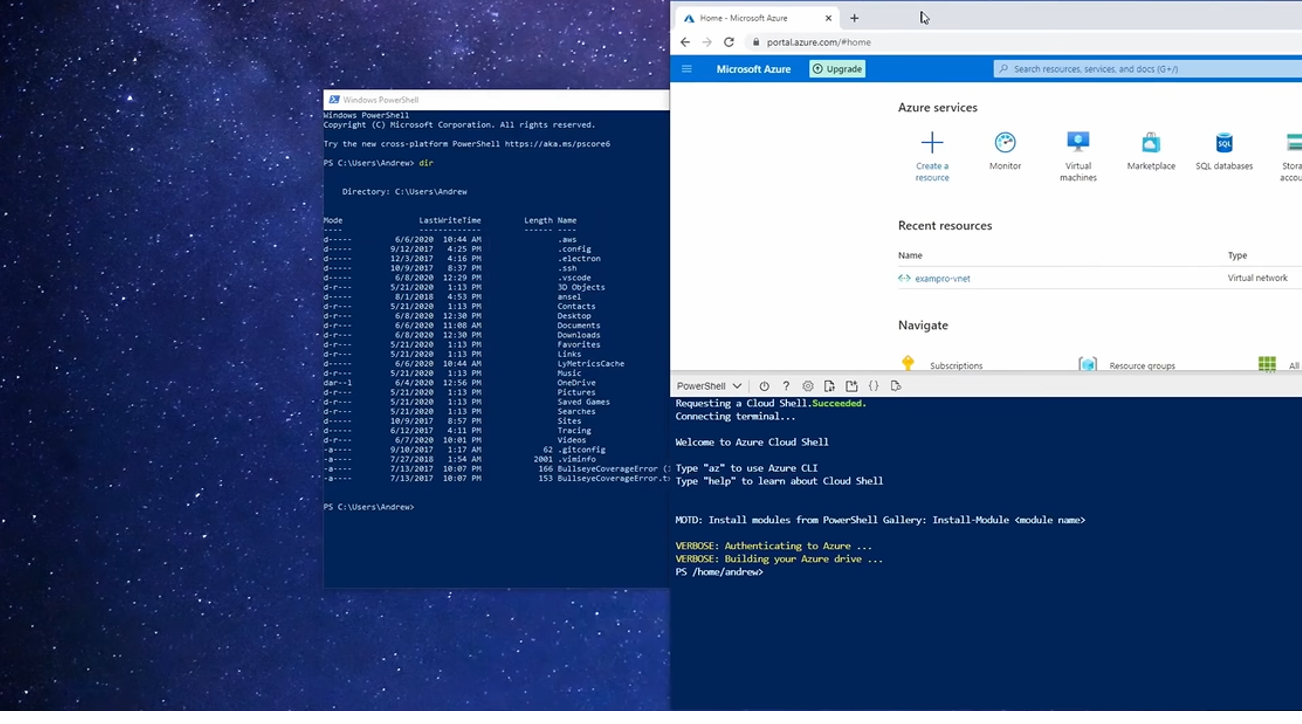 Windows PowerShell
Windows PowerShell
Copyright (C) Microsoft Corporation. All rights reserved.
Try the new cross-platform PowerShell https://aka.ms/pscore6
PS C:\Users\Andrew> dir
Directory: C:\Users\Andrew
Mode LastWriteTime Length Name
---- ------------- ------ ----
d----- 6/6/2020 10:44 AM .aws
d----- 9/12/2017 4:25 PM .config
d----- 12/3/2017 4:16 PM .electron
d----- 10/9/2017 8:37 PM .ssh
d----- 6/8/2020 12:29 PM .vscode
d-r--- 5/21/2020 1:13 PM 3D Objects
d----- 8/1/2018 4:53 PM ansel
d-r--- 5/21/2020 1:13 PM Contacts
d-r--- 6/8/2020 12:30 PM Desktop
d-r--- 6/6/2020 11:08 AM Documents
d-r--- 6/8/2020 12:30 PM Downloads
d-r--- 5/21/2020 1:13 PM Favorites
d-r--- 5/21/2020 1:13 PM Links
d----- 6/6/2020 10:44 AM LyMetricsCache
d-r--- 5/21/2020 1:13 PM Music
dar--l 6/4/2020 12:56 PM OneDrive
d-r--- 5/21/2020 1:13 PM Pictures
d-r--- 5/21/2020 1:13 PM Saved Games
d-r--- 5/21/2020 1:13 PM Searches
d----- 10/9/2017 8:57 PM Sites
d----- 6/12/2017 4:11 PM Tracing
d-r--- 6/7/2020 10:01 PM Videos
-a---- 9/10/2017 1:17 AM 62 .gitconfig
-a---- 7/27/2018 1:54 AM 2001 .viminfo
-a---- 7/13/2017 10:07 PM 166 BullseyeCoverageError (1
-a---- 7/13/2017 10:07 PM 153 BullseyeCoverageError.tx
PS C:\Users\Andrew>
Home - Microsoft Azure
portal.azure.com/#home
Microsoft Azure Upgrade Search resources, services, and docs (G+/)
Azure services
Create a resource
Monitor
Virtual machines
Marketplace
SQL databases
Stora
accou
Recent resources
Name Type
exampro-vnet Virtual network
Navigate
Subscriptions Resource groups All
PowerShell
Requesting a Cloud Shell.Succeeded.
Connecting terminal...
Welcome to Azure Cloud Shell
Type "az" to use Azure CLI
Type "help" to learn about Cloud Shell
MOTD: Install modules from PowerShell Gallery: Install-Module <module name>
VERBOSE: Authenticating to Azure ...
VERBOSE: Building your Azure drive ...
PS /home/andrew>